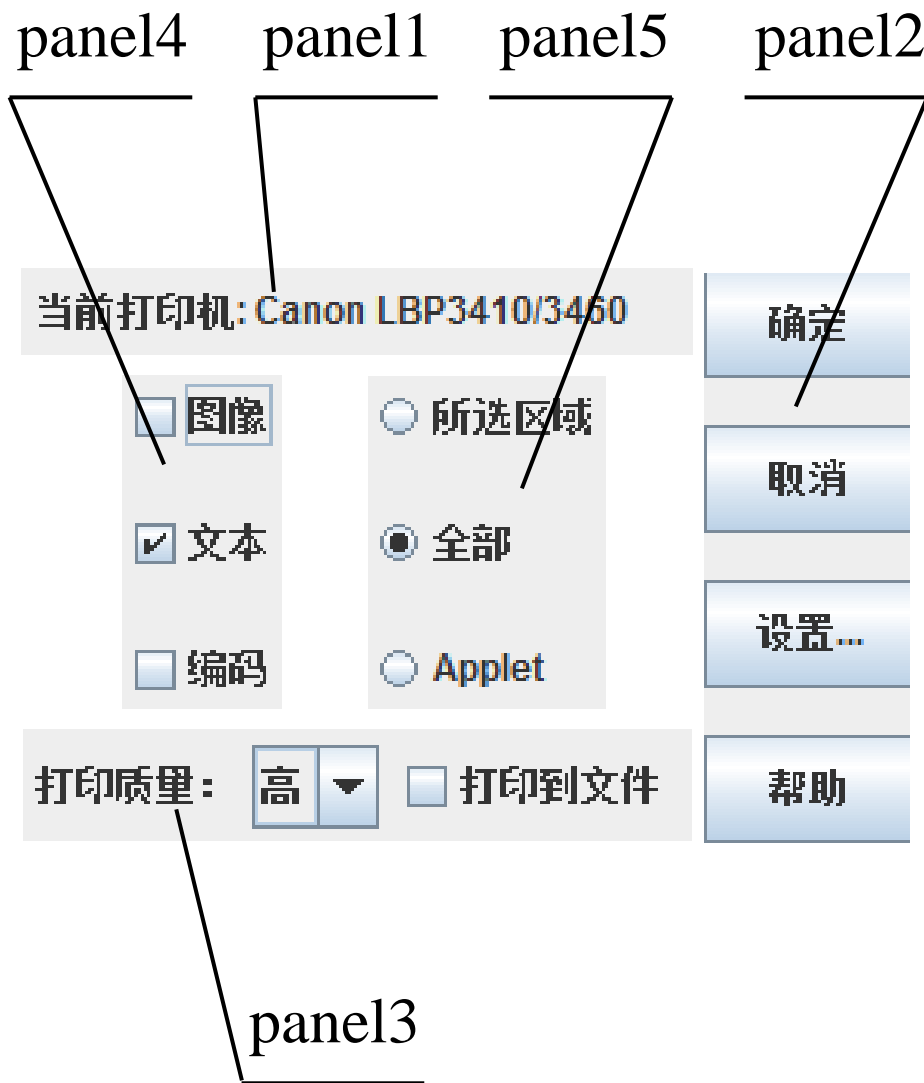 panel4 panel1 panel5 panel2
当前打印机: Canon LBP3410/3460
确定
图像
所选区域
取消
文本
全部
设置...
编码
Applet
打印质里:
高
打印到文件
帮助
panel3